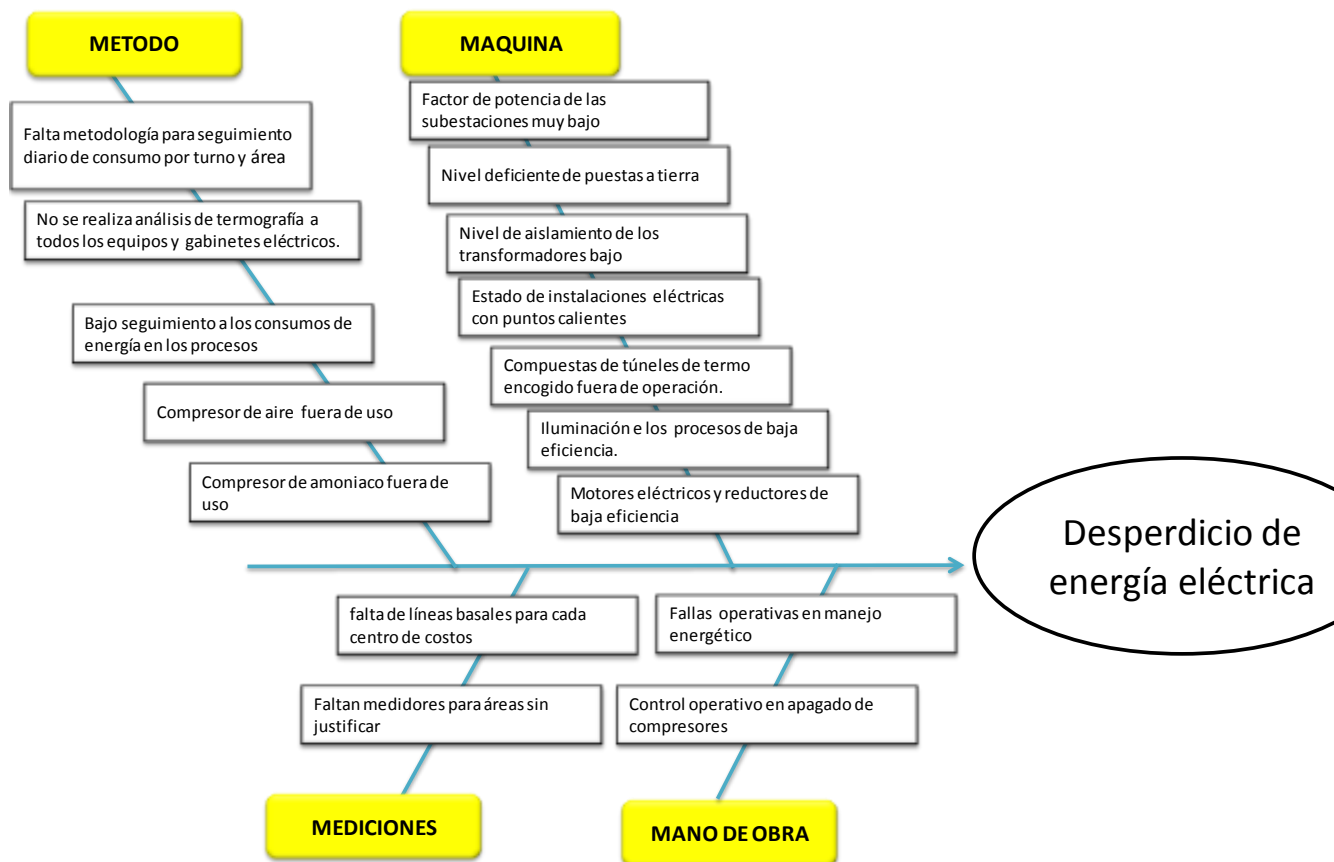 METODO
Falta metodología para seguimiento
diario de consumo por turno y área
No se realiza análisis de termografía a
todos los equipos y gabinetes eléctricos.
Bajo seguimiento a los consumos de
energía en los procesos
Compresor de aire fuera de uso
Compresor de amoniaco fuera de
uso
MAQUINA
Factor de potencia de las
subestaciones muy bajo
Nivel deficiente de puestas a tierra
Nivel de aislamiento de los
transformadores bajo
Estado de instalaciones eléctricas
con puntos calientes
Compuestas de túneles de termo
encogido fuera de operación.
Iluminación e los procesos de baja
eficiencia.
Motores eléctricos y reductores de
baja eficiencia
Desperdicio de
energía eléctrica
falta de líneas basales para cada
centro de costos
Faltan medidores para áreas sin
justificar
MEDICIONES
Fallas operativas en manejo
energético
Control operativo en apagado de
compresores
MANO DE OBRA